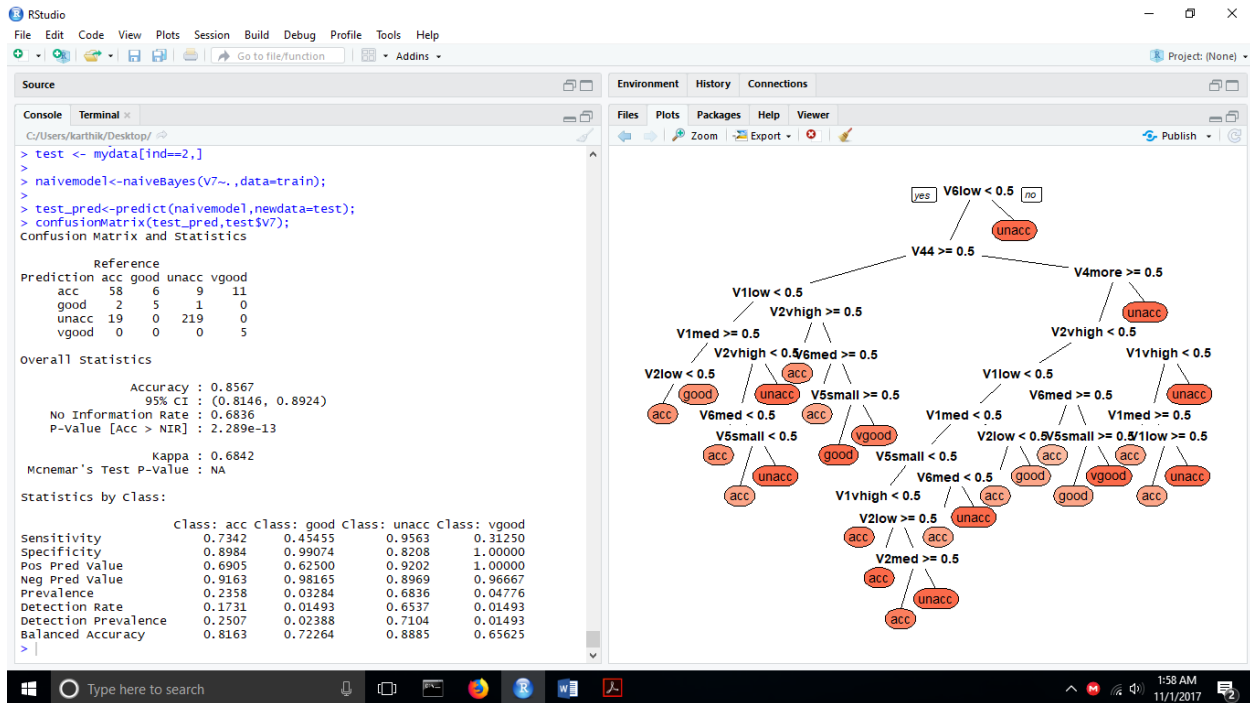 RStudio
File Edit Code View Plots Session Build Debug Profile Tools Help
Go to file/function Addins Project: (None)
Source
Console Terminal
C:/Users/karthik/Desktop/
> test <- mydata[ind==2,]
>
> naivemodel<-naiveBayes(V7~.,data=train);
>
> test_pred<-predict(naivemodel,newdata=test);
> confusionMatrix(test_pred,test$V7);
Confusion Matrix and Statistics
Reference
Prediction acc good unacc vgood
acc 58 6 9 11
good 2 5 1 0
unacc 19 0 219 0
vgood 0 0 0 5
Overall Statistics
Accuracy : 0.8567
95% CI : (0.8146, 0.8924)
No Information Rate : 0.6836
P-Value [Acc > NIR] : 2.289e-13
Kappa : 0.6842
Mcnemar's Test P-Value : NA
Statistics by Class:
Class: acc Class: good Class: unacc Class: vgood
Sensitivity 0.7342 0.45455 0.9563 0.31250
Specificity 0.8984 0.99074 0.8208 1.00000
Pos Pred Value 0.6905 0.62500 0.9202 1.00000
Neg Pred Value 0.9163 0.98165 0.8969 0.96667
Prevalence 0.2358 0.03284 0.6836 0.04776
Detection Rate 0.1731 0.01493 0.6537 0.01493
Detection Prevalence 0.2507 0.02388 0.7104 0.01493
Balanced Accuracy 0.8163 0.72264 0.8885 0.65625
>
Environment History Connections
Files Plots Packages Help Viewer
Zoom Export Publish
yes V6low < 0.5 no
unacc
V44 >= 0.5
V4more >= 0.5
V1low < 0.5
V2vhigh >= 0.5 unacc
V1med >= 0.5 V2vhigh < 0.5
V2vhigh < 0.5 V6med >= 0.5 V1vhigh < 0.5
V2low < 0.5 acc V1low < 0.5
good unacc V5small >= 0.5 V6med >= 0.5 unacc
acc V6med < 0.5 acc V1med < 0.5 V1med >= 0.5
V5small < 0.5 vgood V2low < 0.5 V5small >= 0.5 V1low >= 0.5
acc good V5small < 0.5 acc acc
unacc V6med < 0.5 good vgood unacc
acc V1vhigh < 0.5 acc good acc
V2low >= 0.5 unacc
acc acc
V2med >= 0.5
acc
unacc
acc
Type here to search
1:58 AM
11/1/2017
2